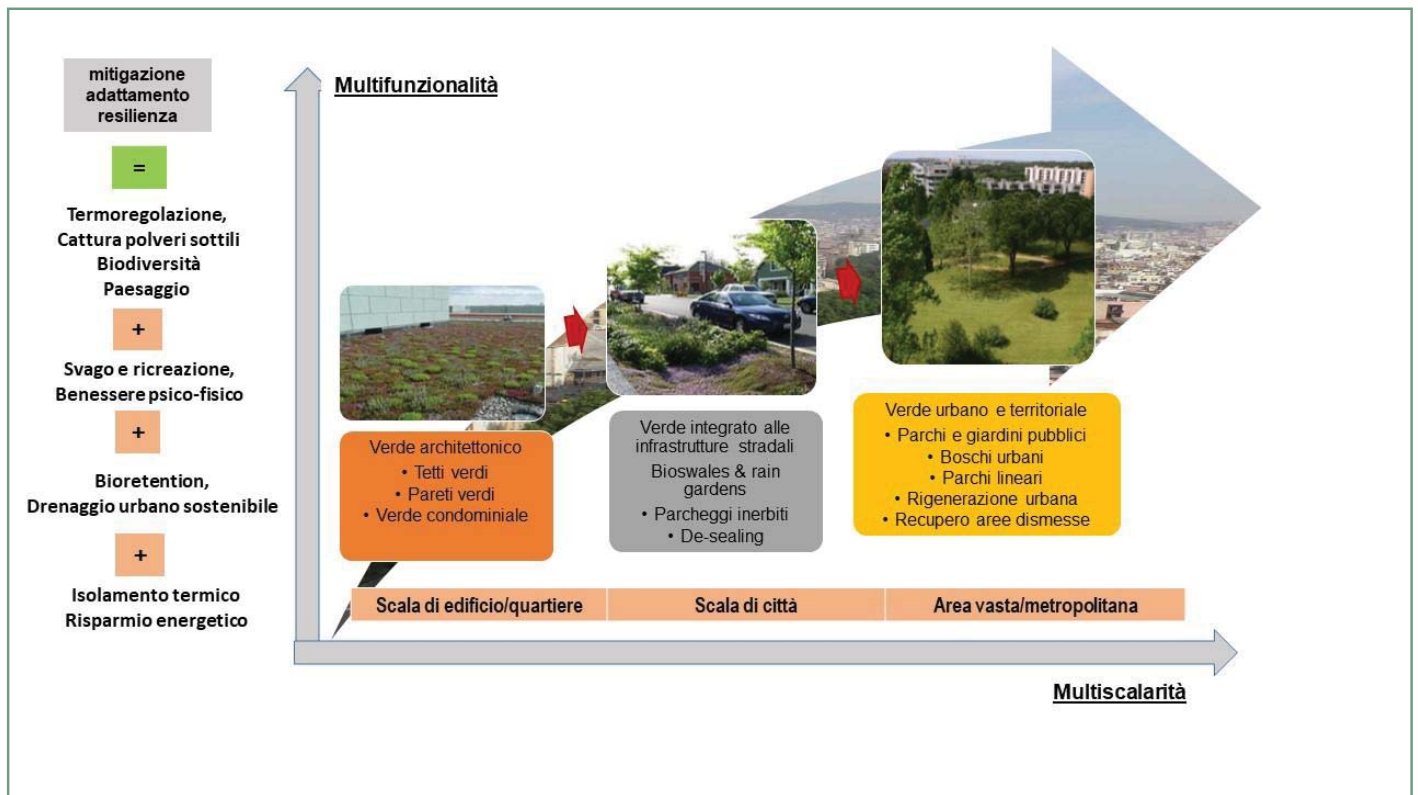 mitigazione
adattamento
resilienza
=
Termoregolazione,
Cattura polveri sottili
Biodiversità
Paesaggio
+
Svago e ricreazione,
Benessere psico-fisico
+
Bioretention,
Drenaggio urbano sostenibile
+
Isolamento termico
Risparmio energetico
Multifunzionalità
Verde architettonico
• Tetti verdi
• Pareti verdi
• Verde condominiale
Verde integrato alle
infrastrutture stradali
Bioswales & rain
gardens
• Parcheggi inerbiti
• De-sealing
Verde urbano e territoriale
• Parchi e giardini pubblici
• Boschi urbani
• Parchi lineari
• Rigenerazione urbana
• Recupero aree dismesse
Scala di edificio/quartiere
Scala di città
Area vasta/metropolitana
Multiscalarità